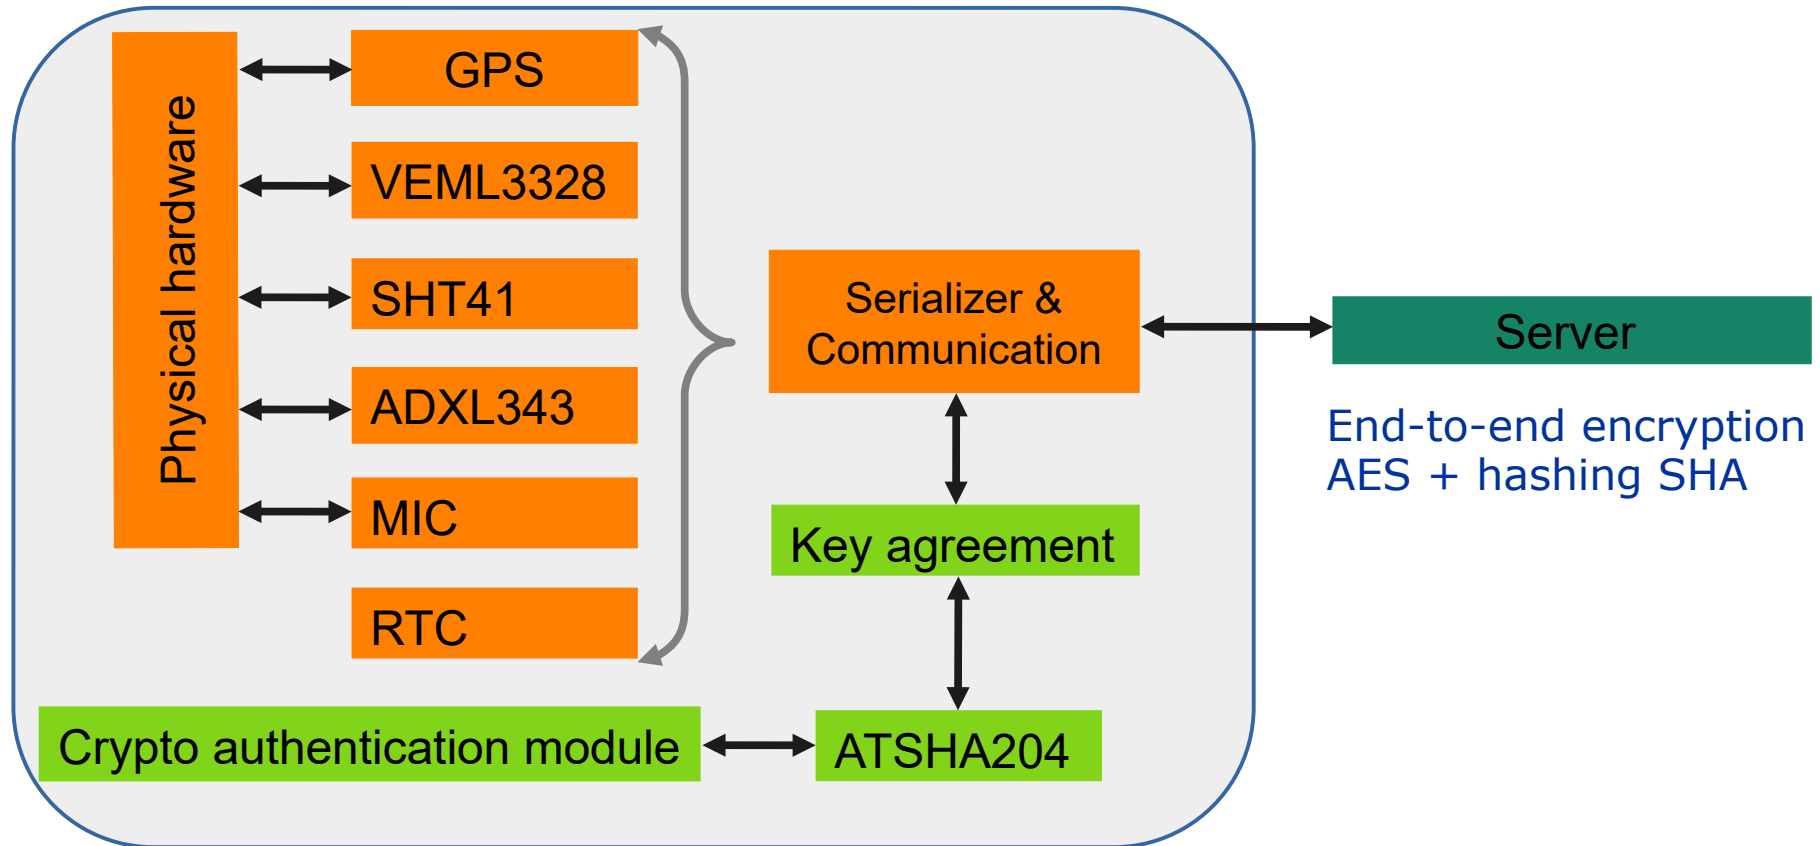 Physical hardware
GPS
VEML3328
SHT41
ADXL343
MIC
RTC
Serializer &
Communication
Key agreement
ATSHA204
Crypto authentication module
Server
End-to-end encryption
AES + hashing SHA